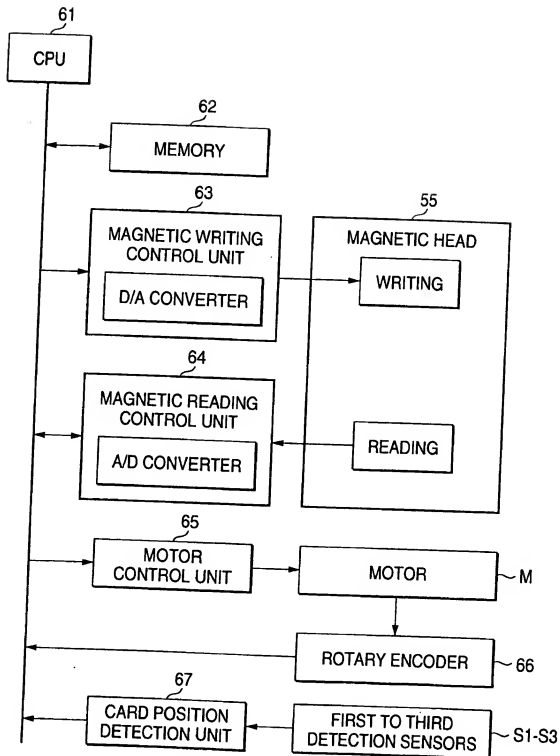 61
CPU
62
MEMORY
63
55
MAGNETIC WRITING
CONTROL UNIT
D/A CONVERTER
MAGNETIC HEAD
WRITING
64
MAGNETIC READING
CONTROL UNIT
A/D CONVERTER
READING
65
MOTOR
CONTROL UNIT
MOTOR
M
ROTARY ENCODER
66
67
CARD POSITION
DETECTION UNIT
FIRST TO THIRD
DETECTION SENSORS
S1-S3